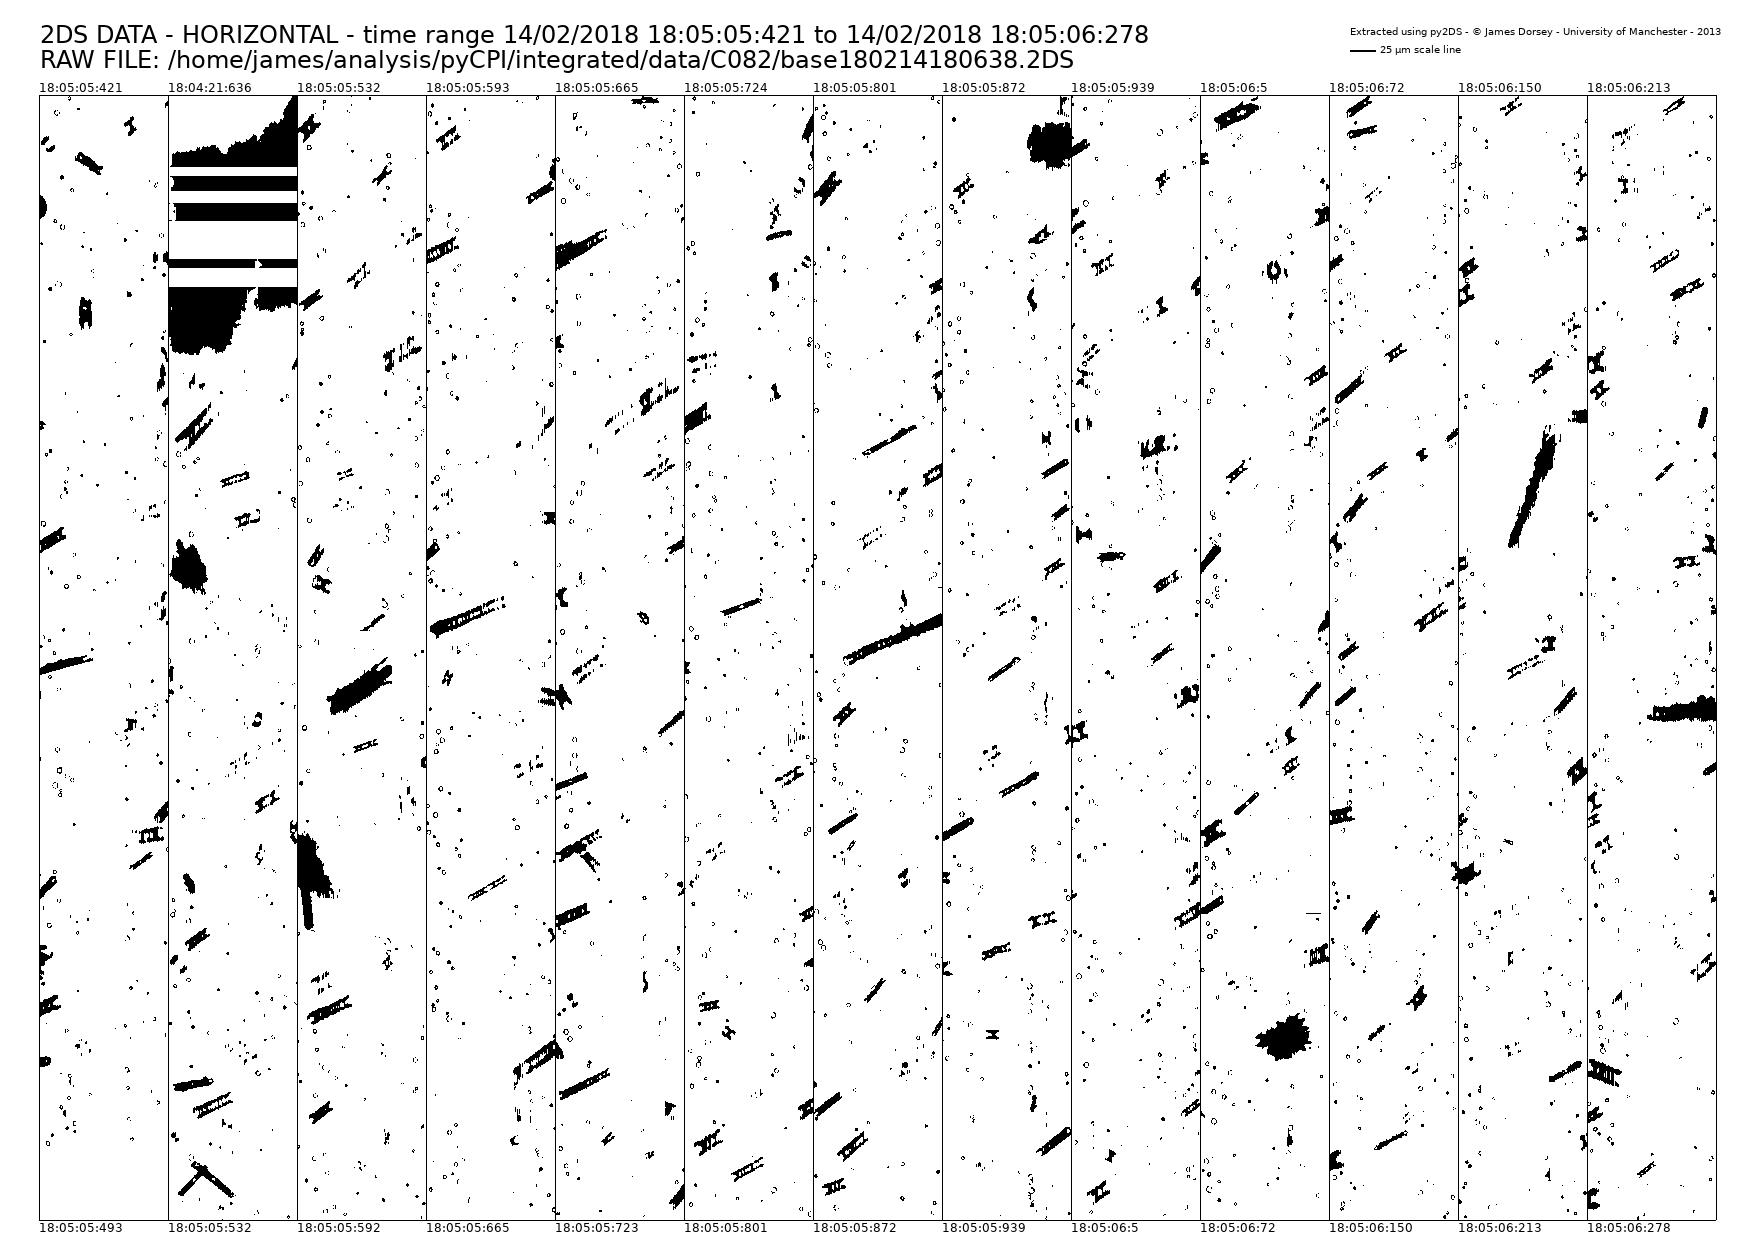 2DS DATA - HORIZONTAL - time range 14/02/2018 18:05:05:421 to 14/02/2018 18:05:06:278
RAW FILE: /home/james/analysis/pyCPI/integrated/data/C082/base180214180638.2DS
Extracted using py2DS - © James Dorsey - University of Manchester - 2013
25 µm scale line
18:05:05:421 18:04:21:636 18:05:05:532 18:05:05:593 18:05:05:665 18:05:05:724 18:05:05:801 18:05:05:872 18:05:05:939 18:05:06:5 18:05:06:72 18:05:06:150 18:05:06:213
18:05:05:493 18:05:05:532 18:05:05:592 18:05:05:665 18:05:05:723 18:05:05:801 18:05:05:872 18:05:05:939 18:05:06:5 18:05:06:72 18:05:06:150 18:05:06:213 18:05:06:278